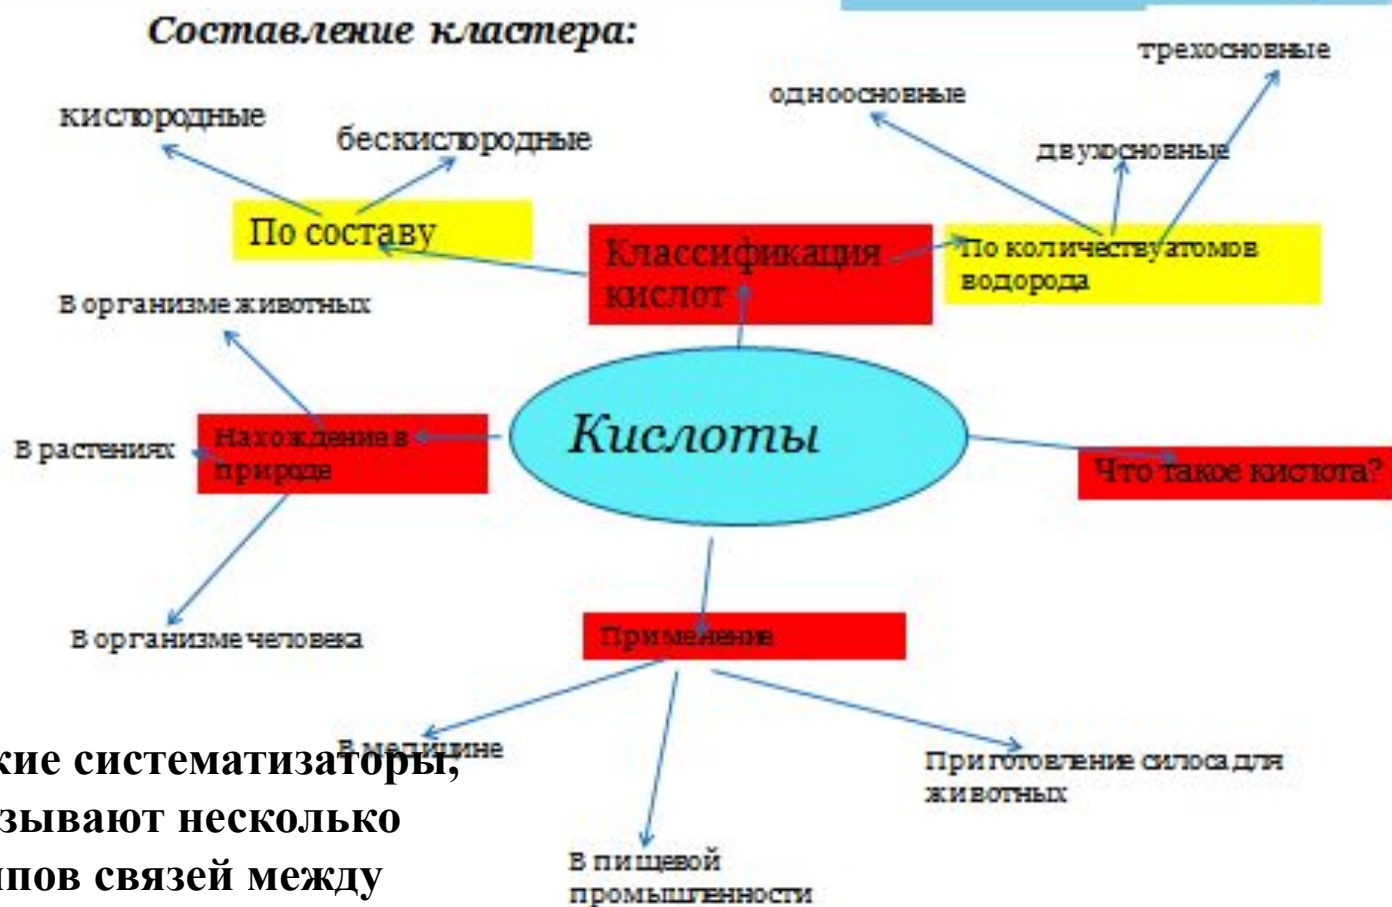 Составление кластера:
трехосновные
одноосновные
кислородные
бескислородные
двухосновные
По составу
Классификация
кислот
По количеству атомов
водорода
В организме животных
Кислоты
Нахождение в
природе
В растениях
Что такое кислота?
Применение
В организме человека
В медицине
кие систематизаторы,
зывают несколько
пов связей между
Приготовление силоса для
животных
В пищевой
промышленности